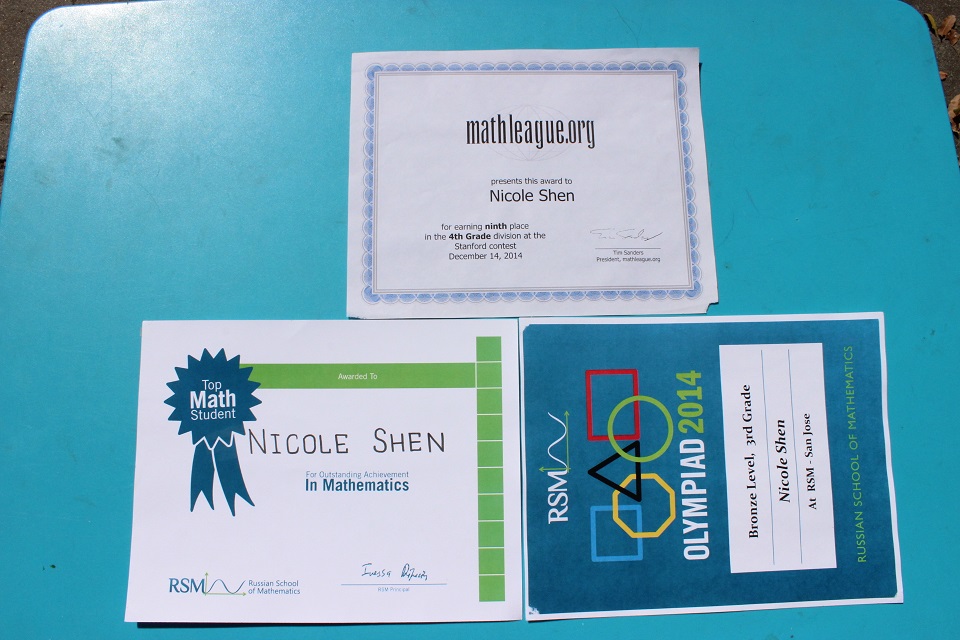 mathleague.org
presents this award to
Nicole Shen
for earning ninth place
in the 4th Grade division at the
Stanford contest
December 14, 2014
Tim Sanders
President, mathleague.org
Top
Math
Student
Awarded To
NICOLE SHEN
For Outstanding Achievement
In Mathematics
RSM
Russian School
of Mathematics
RSM Principal
RSM
OLYMPIAD 2014
Bronze Level, 3rd Grade
Nicole Shen
At RSM - San Jose
RUSSIAN SCHOOL OF MATHEMATICS